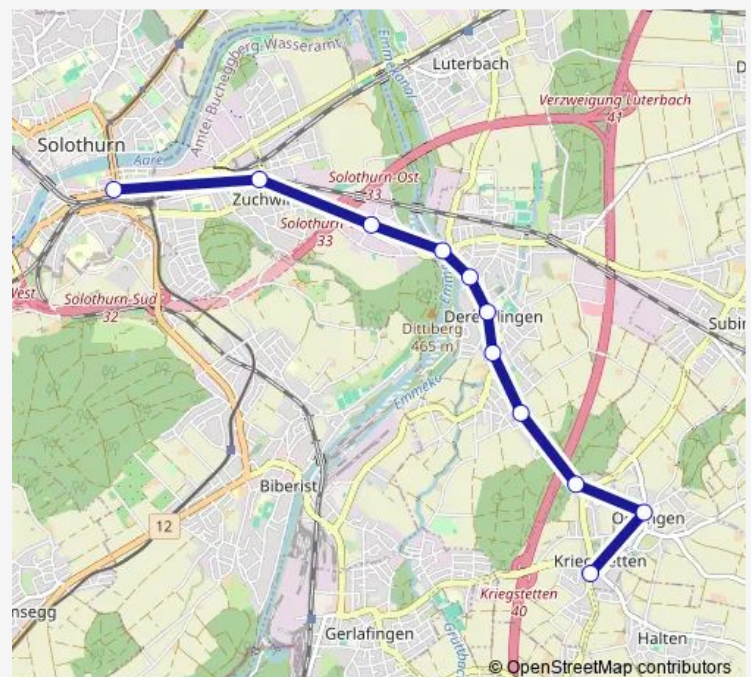 Luterbach
Amtei Bucheggberg Wasseramt
Emmekanal
Verzweigung Luterbach
41
Solothurn
Aare
Solothurn-Ost
33
Zuchwil
Solothurn
33
West
Solothurn-Süd
32
Derendingen
Dittiberg
465 m
Subin
Emme
Biberist
12
Oekingen
Kriegstetten
Kriegstetten
40
nsegg
Gerlafingen
Halten
© OpenStreetMap contributors